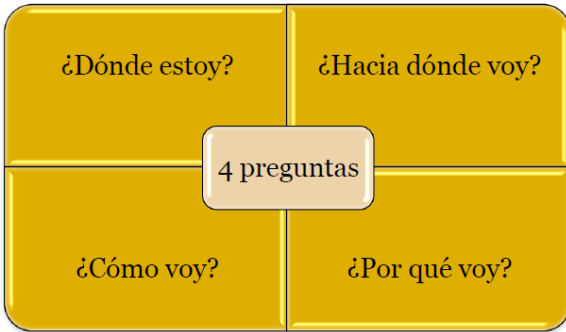 ¿Dónde estoy?
¿Hacia dónde voy?
4 preguntas
¿Cómo voy?
¿Por qué voy?